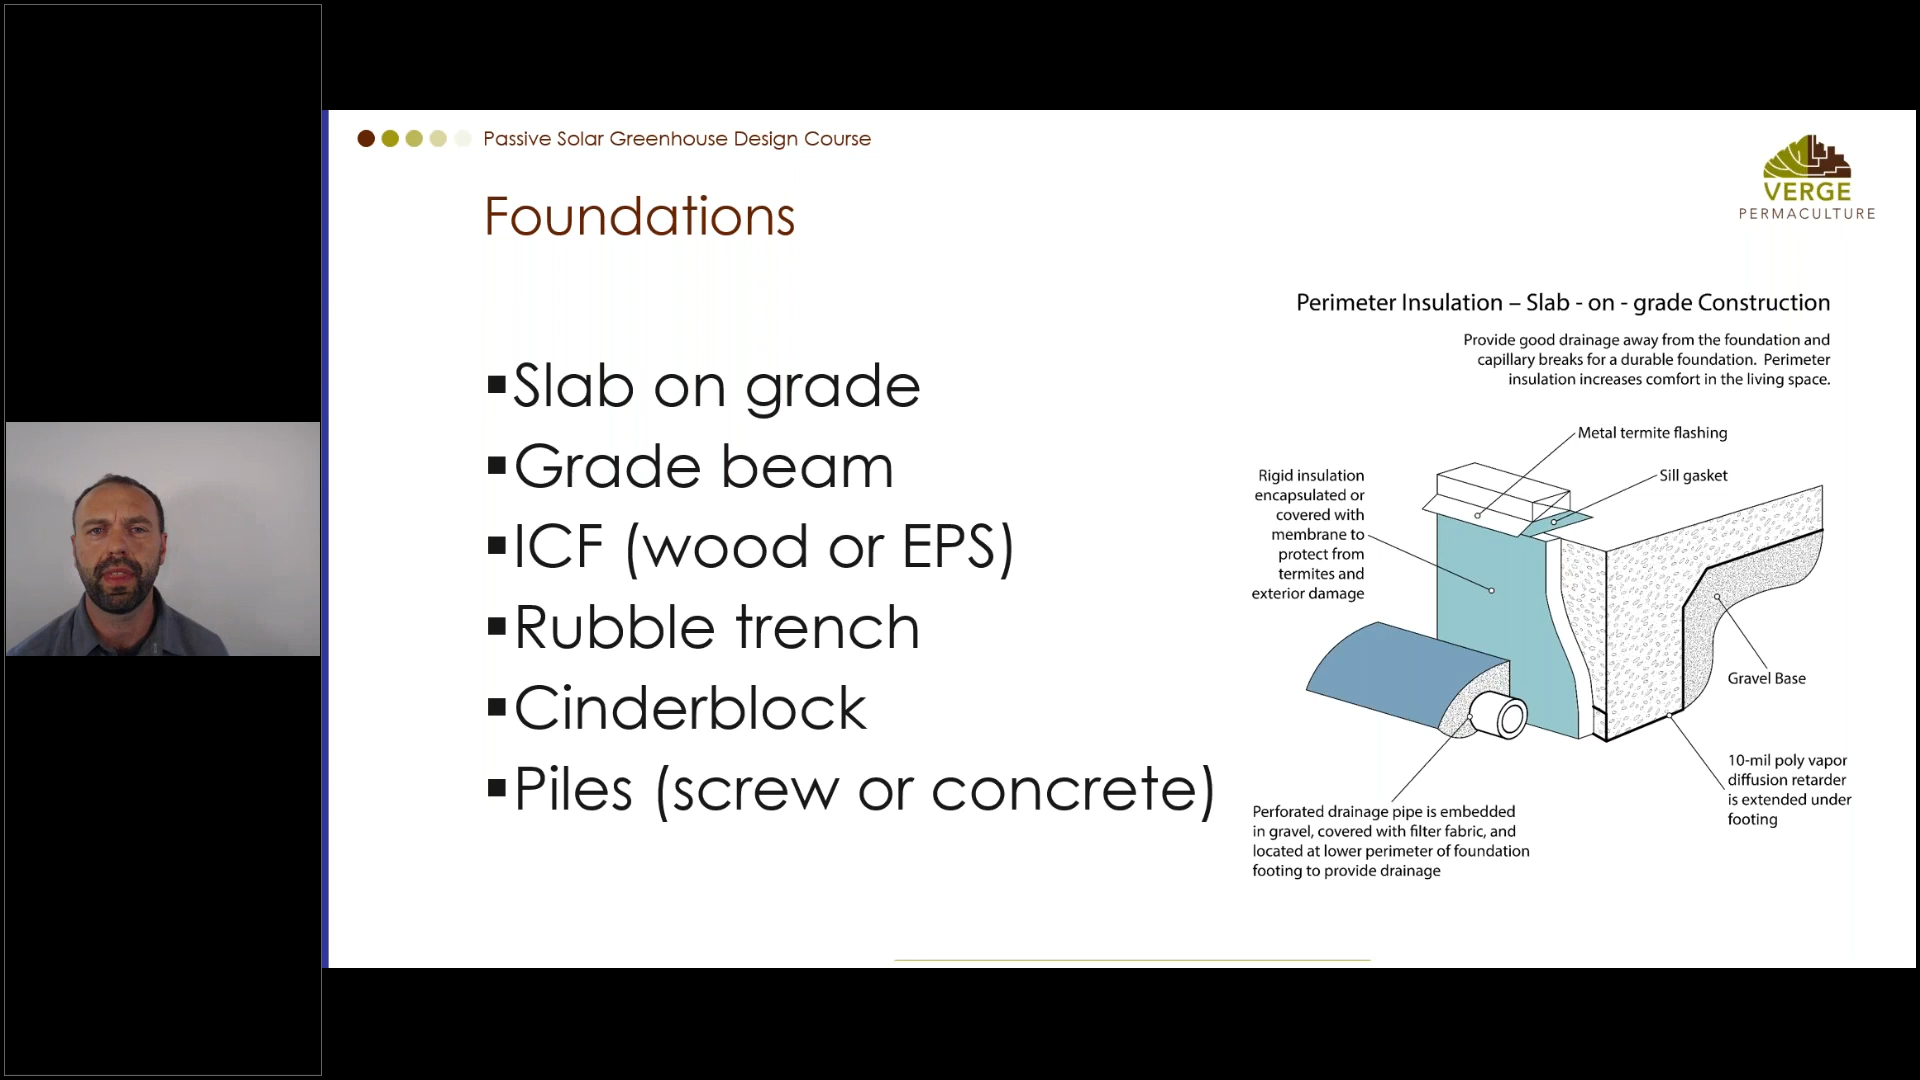 Passive Solar Greenhouse Design Course
VERGE
PERMACULTURE
Foundations
▪Slab on grade
▪Grade beam
▪ICF (wood or EPS)
▪Rubble trench
▪Cinderblock
▪Piles (screw or concrete)
Perimeter Insulation – Slab - on - grade Construction
Provide good drainage away from the foundation and
capillary breaks for a durable foundation. Perimeter
insulation increases comfort in the living space.
Metal termite flashing
Sill gasket
Rigid insulation
encapsulated or
covered with
membrane to
protect from
termites and
exterior damage
Gravel Base
10-mil poly vapor
diffusion retarder
is extended under
footing
Perforated drainage pipe is embedded
in gravel, covered with filter fabric, and
located at lower perimeter of foundation
footing to provide drainage